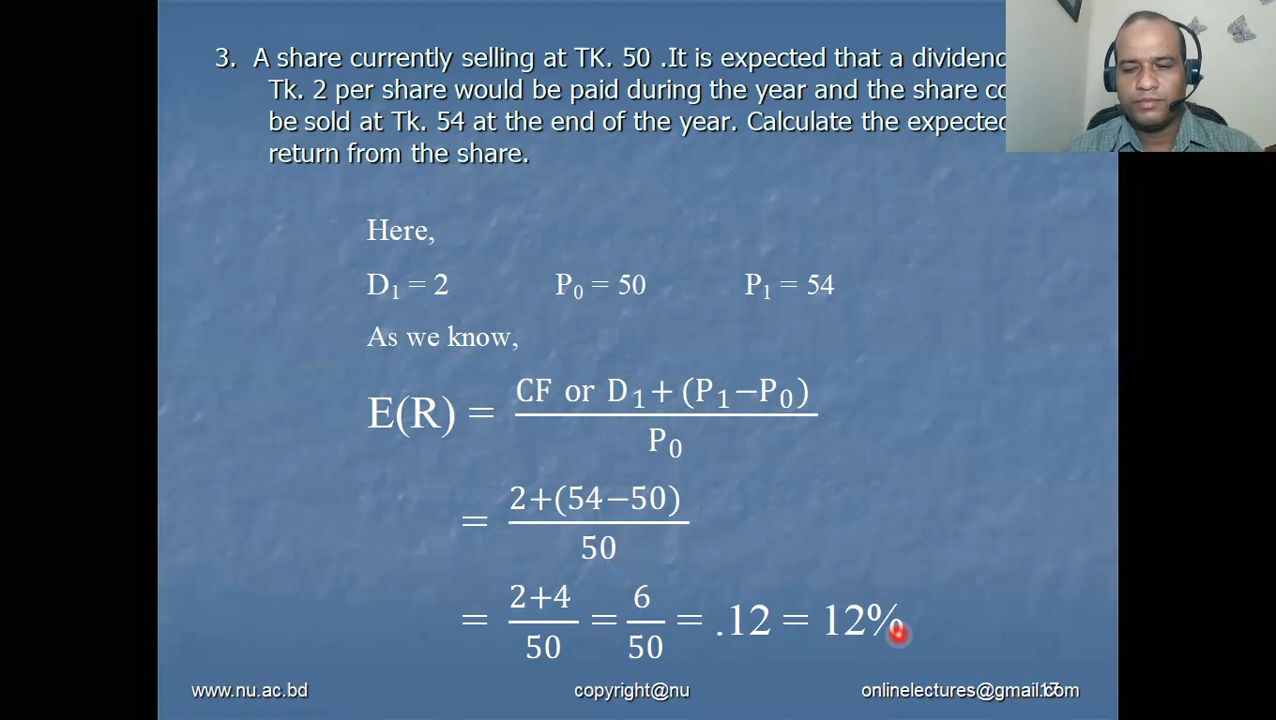 3. A share currently selling at TK. 50 .It is expected that a dividend
Tk. 2 per share would be paid during the year and the share
be sold at Tk. 54 at the end of the year. Calculate the expected
return from the share.
Here,
D₁ = 2 P₀ = 50 P₁ = 54
As we know,
E(R) = (CF or D₁+(P₁−P₀))/P₀
= (2+(54−50))/50
= (2+4)/50 = 6/50 = .12 = 12%
www.nu.ac.bd copyright@nu onlinelectures@gmail.com 17